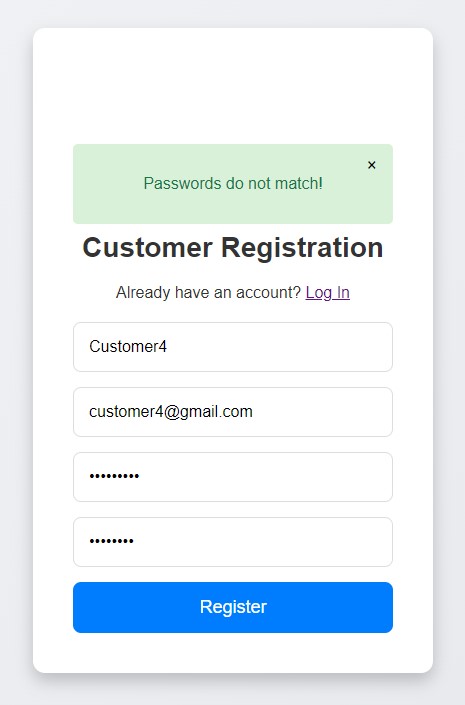 ×
Passwords do not match!
Customer Registration
Already have an account? Log In
Customer4
customer4@gmail.com
•••••••••
••••••••
Register